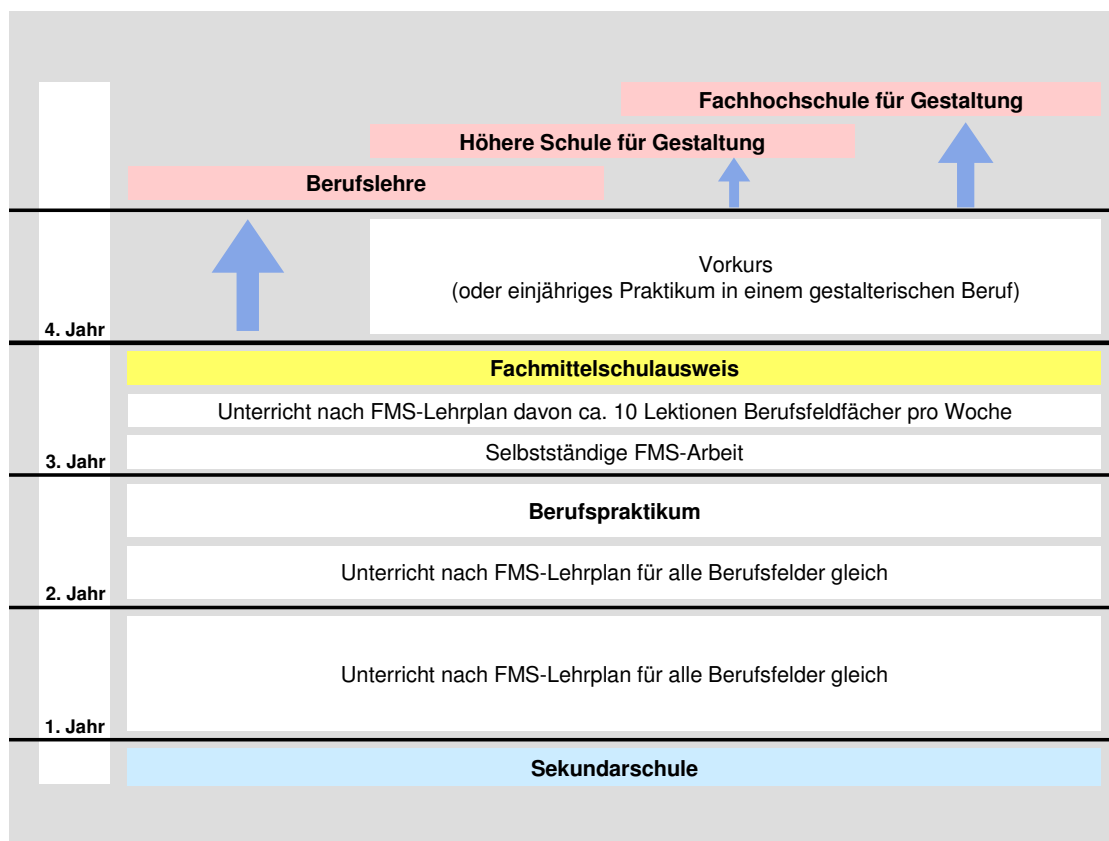 Fachhochschule für Gestaltung
Höhere Schule für Gestaltung
Berufslehre
Vorkurs
(oder einjähriges Praktikum in einem gestalterischen Beruf)
4. Jahr
Fachmittelschulausweis
Unterricht nach FMS-Lehrplan davon ca. 10 Lektionen Berufsfeldfächer pro Woche
Selbstständige FMS-Arbeit
3. Jahr
Berufspraktikum
Unterricht nach FMS-Lehrplan für alle Berufsfelder gleich
2. Jahr
Unterricht nach FMS-Lehrplan für alle Berufsfelder gleich
1. Jahr
Sekundarschule